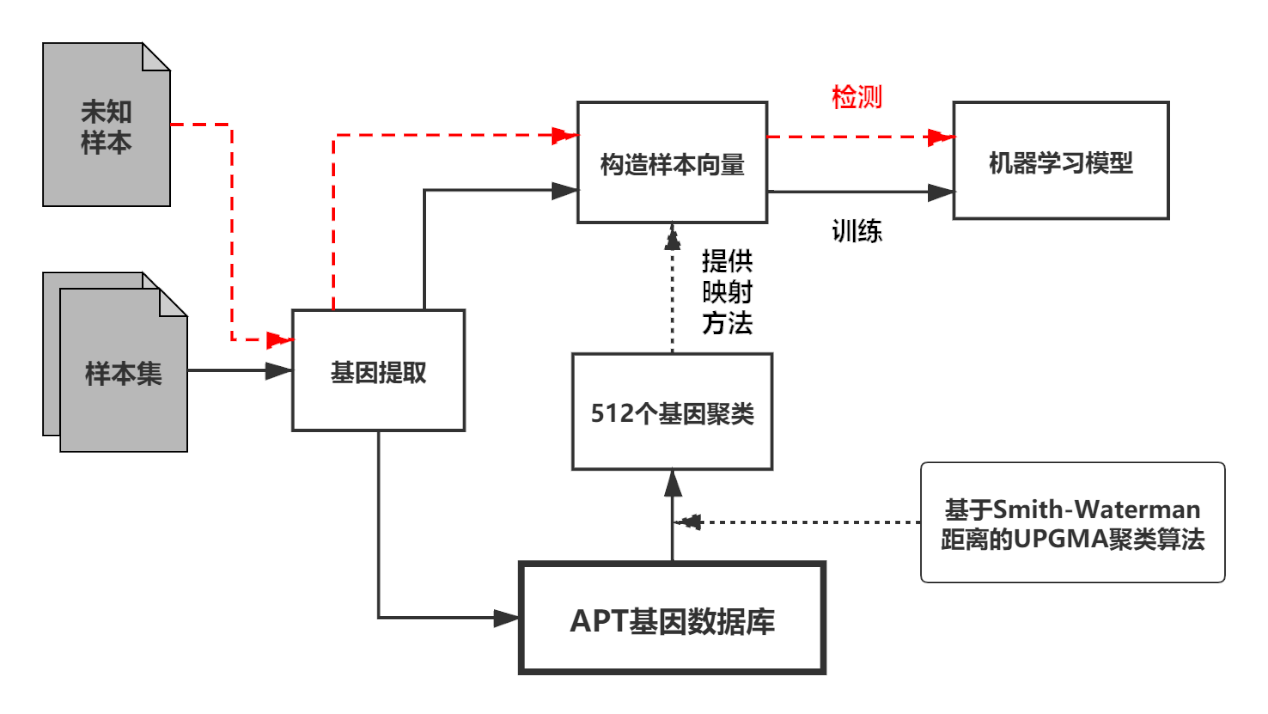 未知
样本
检测
构造样本向量
机器学习模型
训练
提供
映射
方法
样本集
基因提取
512个基因聚类
基于Smith-Waterman
距离的UPGMA聚类算法
APT基因数据库